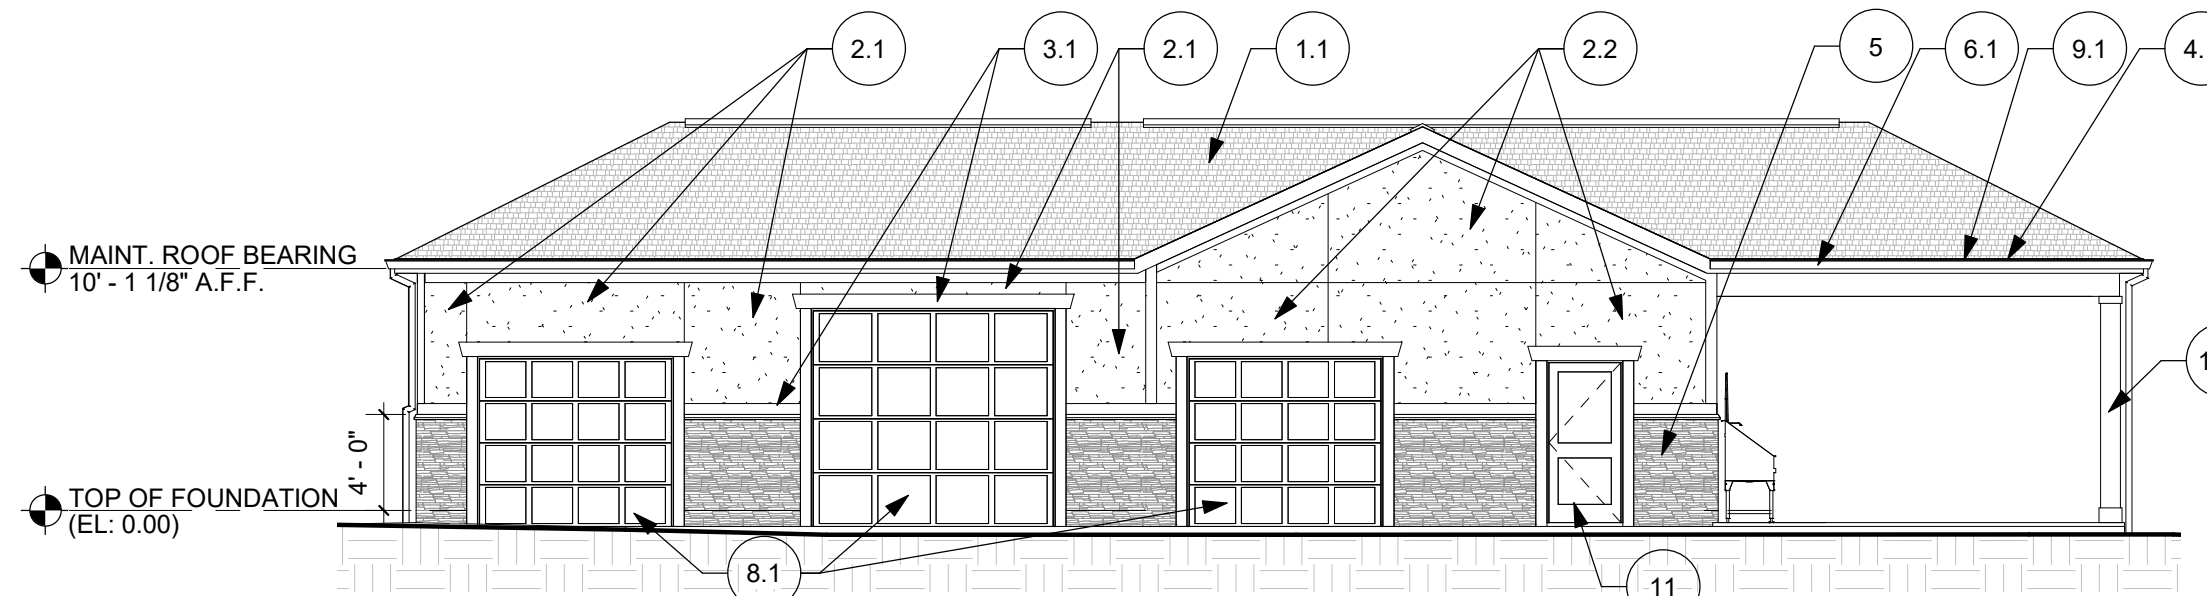 2.1
3.1
2.1
1.1
2.2
5
6.1
9.1
4.
MAINT. ROOF BEARING
10' - 1 1/8" A.F.F.
1
4' - 0"
TOP OF FOUNDATION
(EL: 0.00)
8.1
11